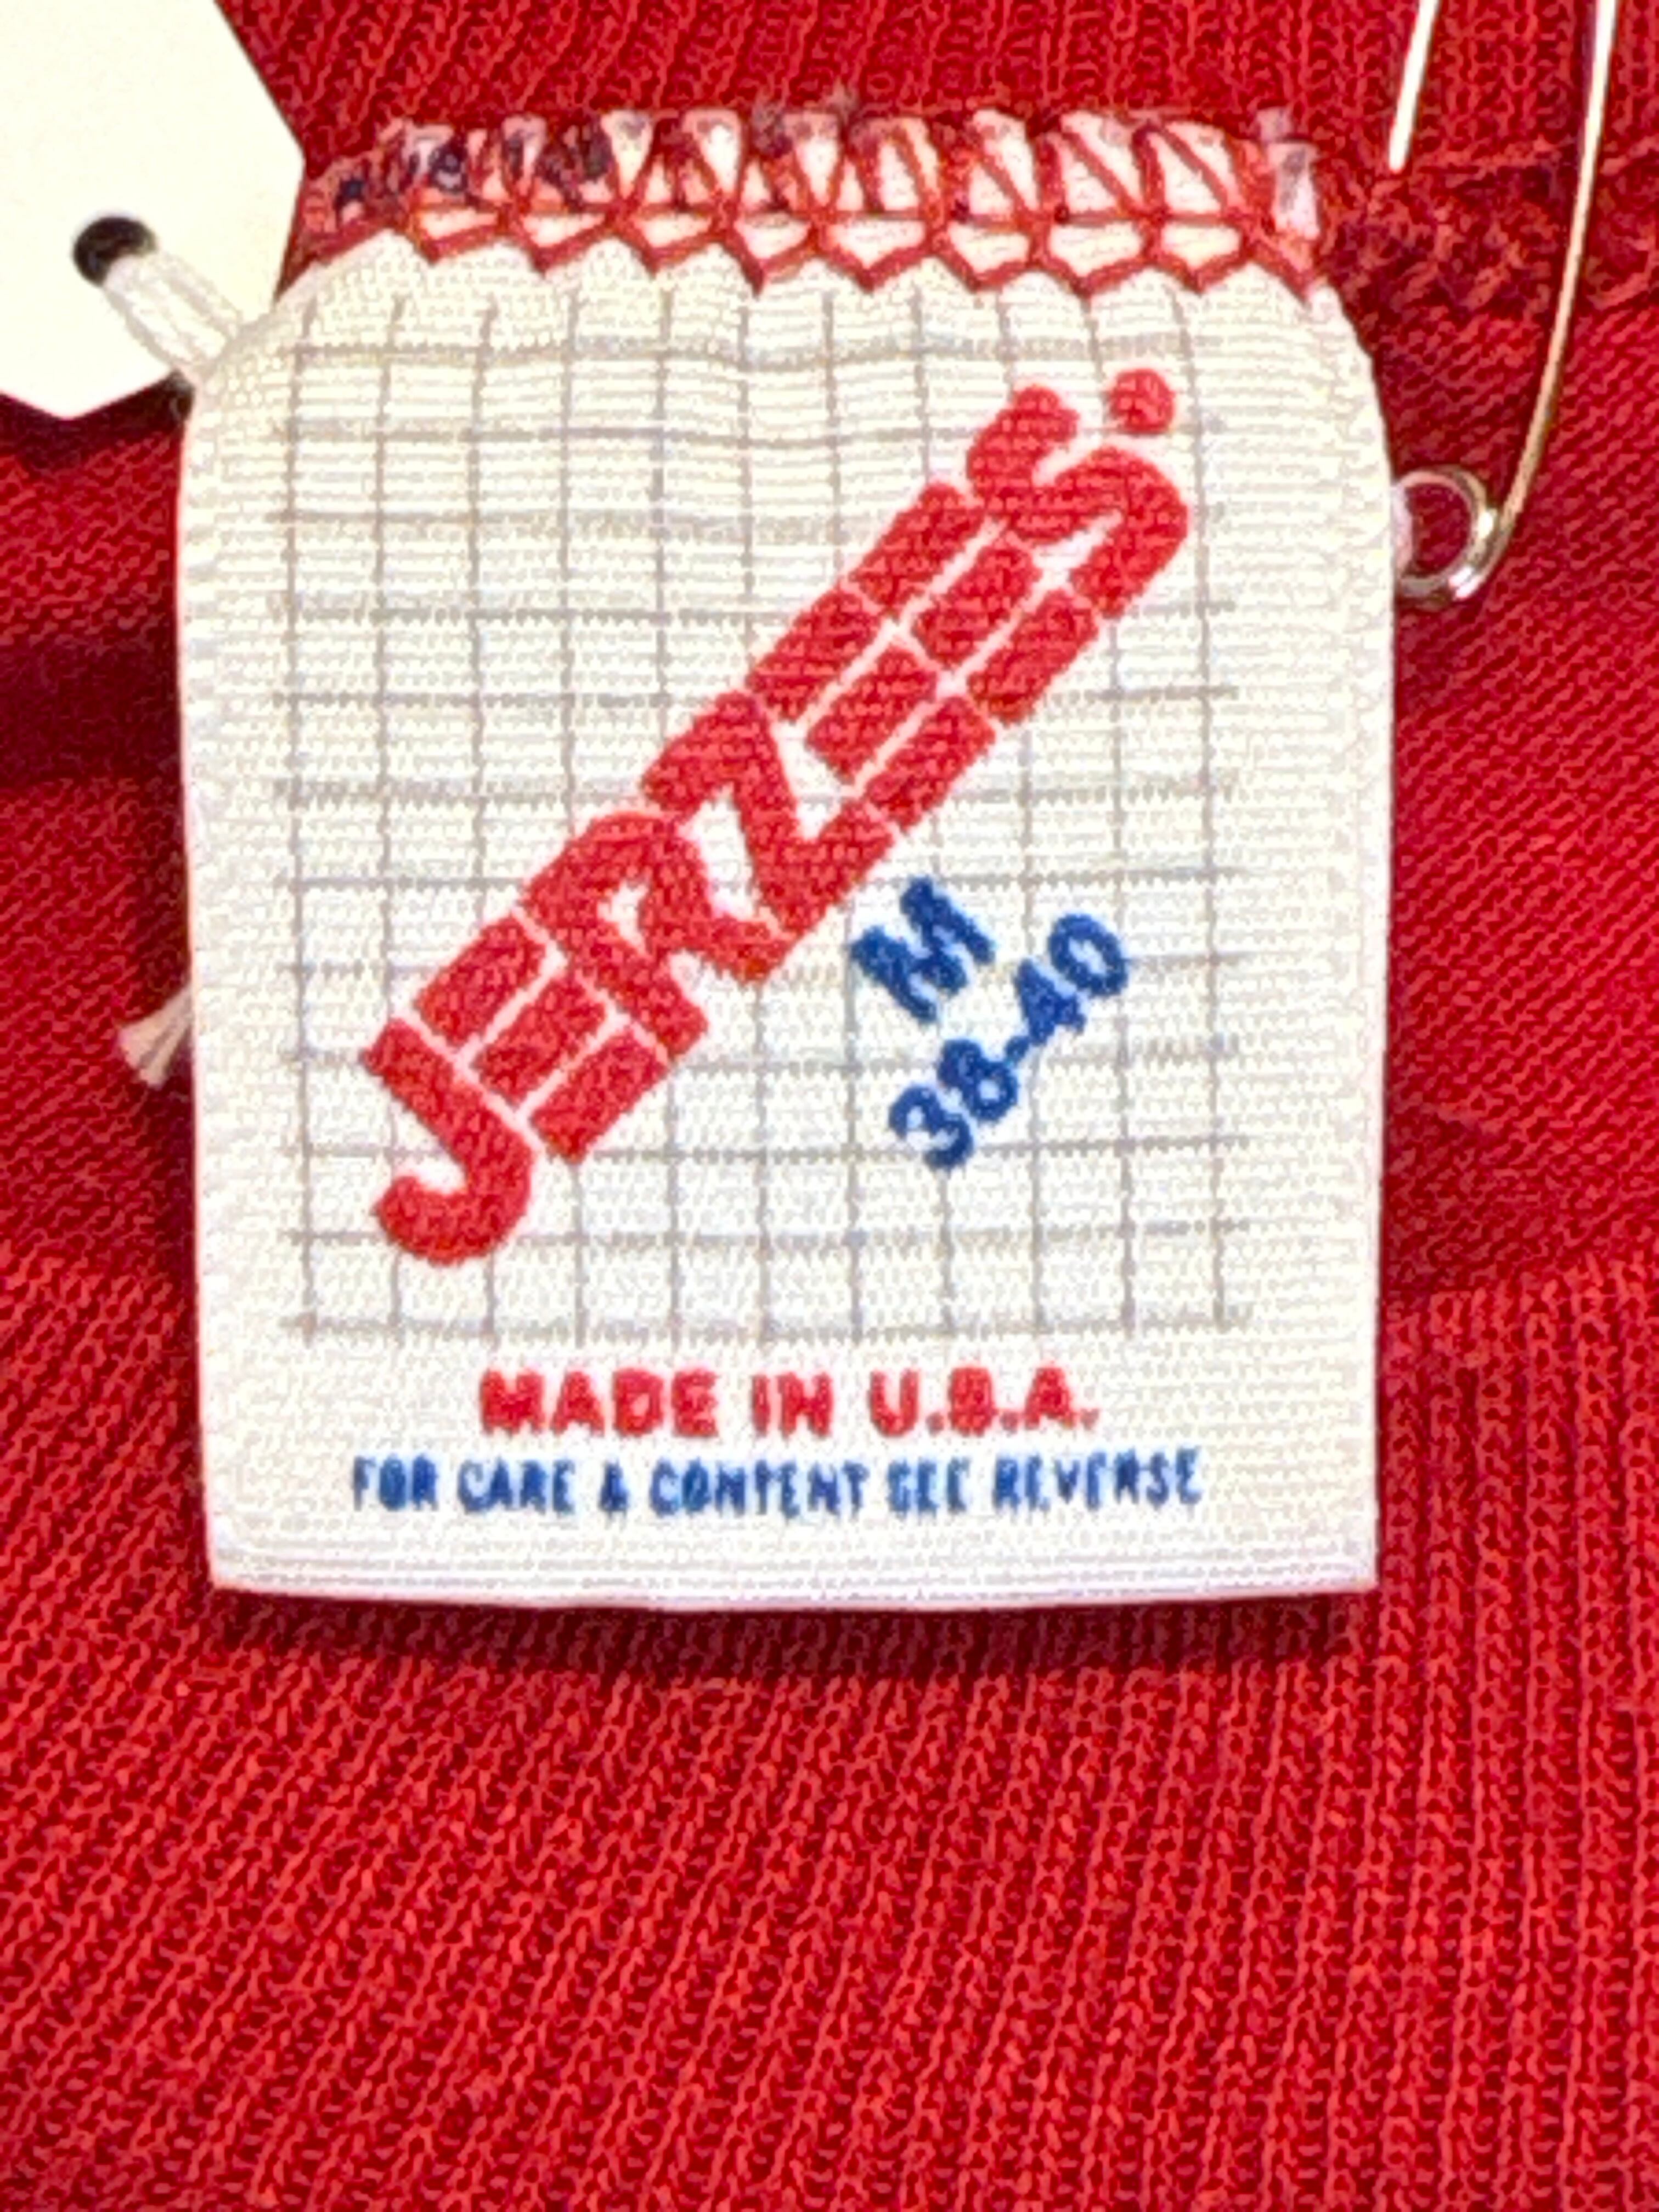 JERZEES
M
38-40
MADE IN U.S.A.
FOR CARE & CONTENT SEE REVERSE